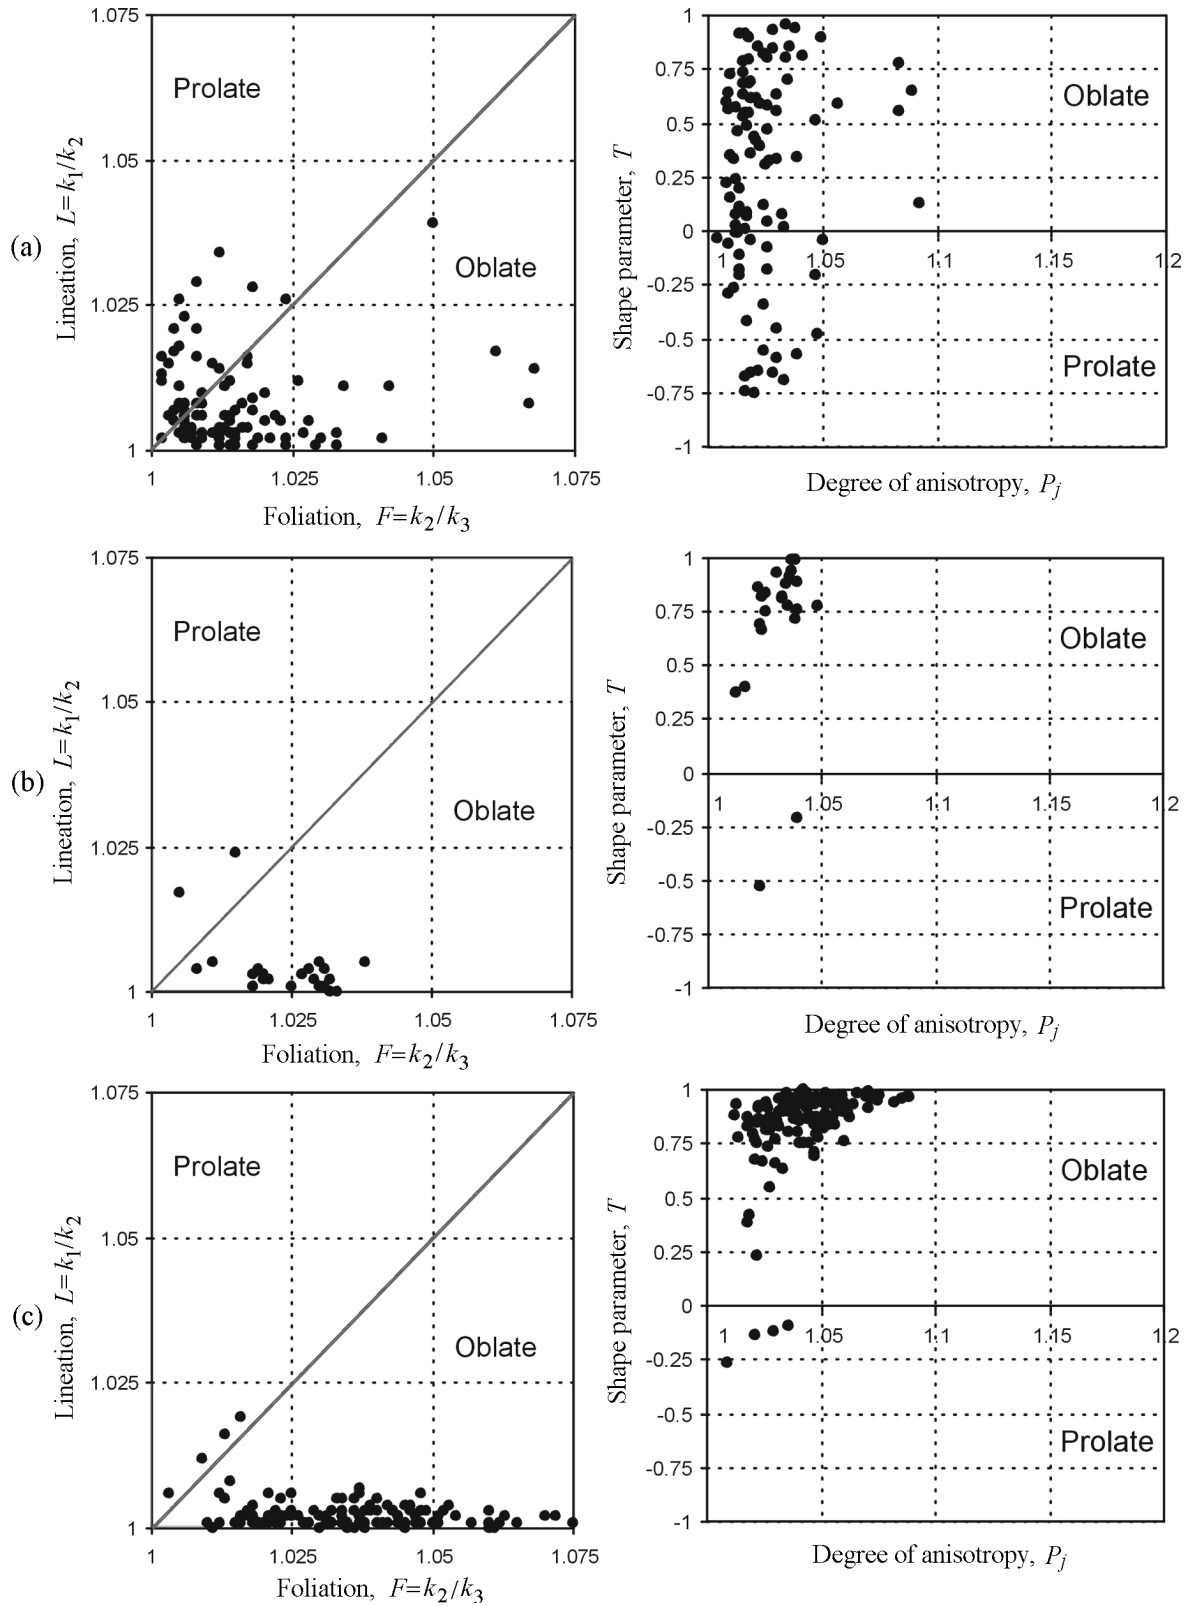 (a)
Lineation, L=k1/k2
1.075
1.05
1.025
1
Prolate
Oblate
1
1.025
1.05
1.075
Foliation, F=k2/k3
Shape parameter, T
1
0.75
0.5
0.25
0
-0.25
-0.5
-0.75
-1
Oblate
1
1.05
1.1
1.15
1.2
Prolate
Degree of anisotropy, Pj
(b)
Lineation, L=k1/k2
1.075
1.05
1.025
1
Prolate
Oblate
1
1.025
1.05
1.075
Foliation, F=k2/k3
Shape parameter, T
1
0.75
0.5
0.25
0
-0.25
-0.5
-0.75
-1
Oblate
1
1.05
1.1
1.15
1.2
Prolate
Degree of anisotropy, Pj
(c)
Lineation, L=k1/k2
1.075
1.05
1.025
1
Prolate
Oblate
1
1.025
1.05
1.075
Foliation, F=k2/k3
Shape parameter, T
1
0.75
0.5
0.25
0
-0.25
-0.5
-0.75
-1
Oblate
1
1.05
1.1
1.15
1.2
Prolate
Degree of anisotropy, Pj